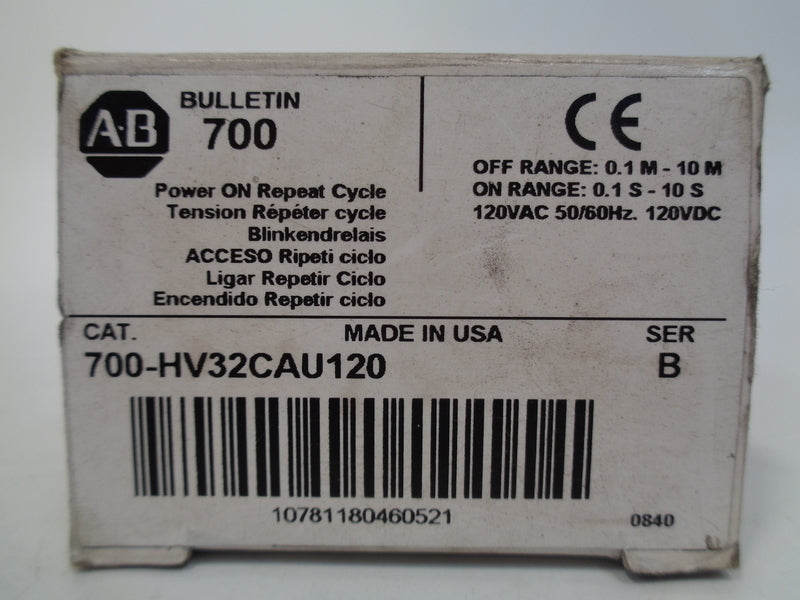 A-B
BULLETIN
700
Power ON Repeat Cycle
Tension Répéter cycle
Blinkendrelais
ACCESO Ripeti ciclo
Ligar Repetir Ciclo
Encendido Repetir ciclo
CE
OFF RANGE: 0.1 M - 10 M
ON RANGE: 0.1 S - 10 S
120VAC 50/60Hz. 120VDC
CAT. MADE IN USA SER
700-HV32CAU120 B
10781180460521 0840